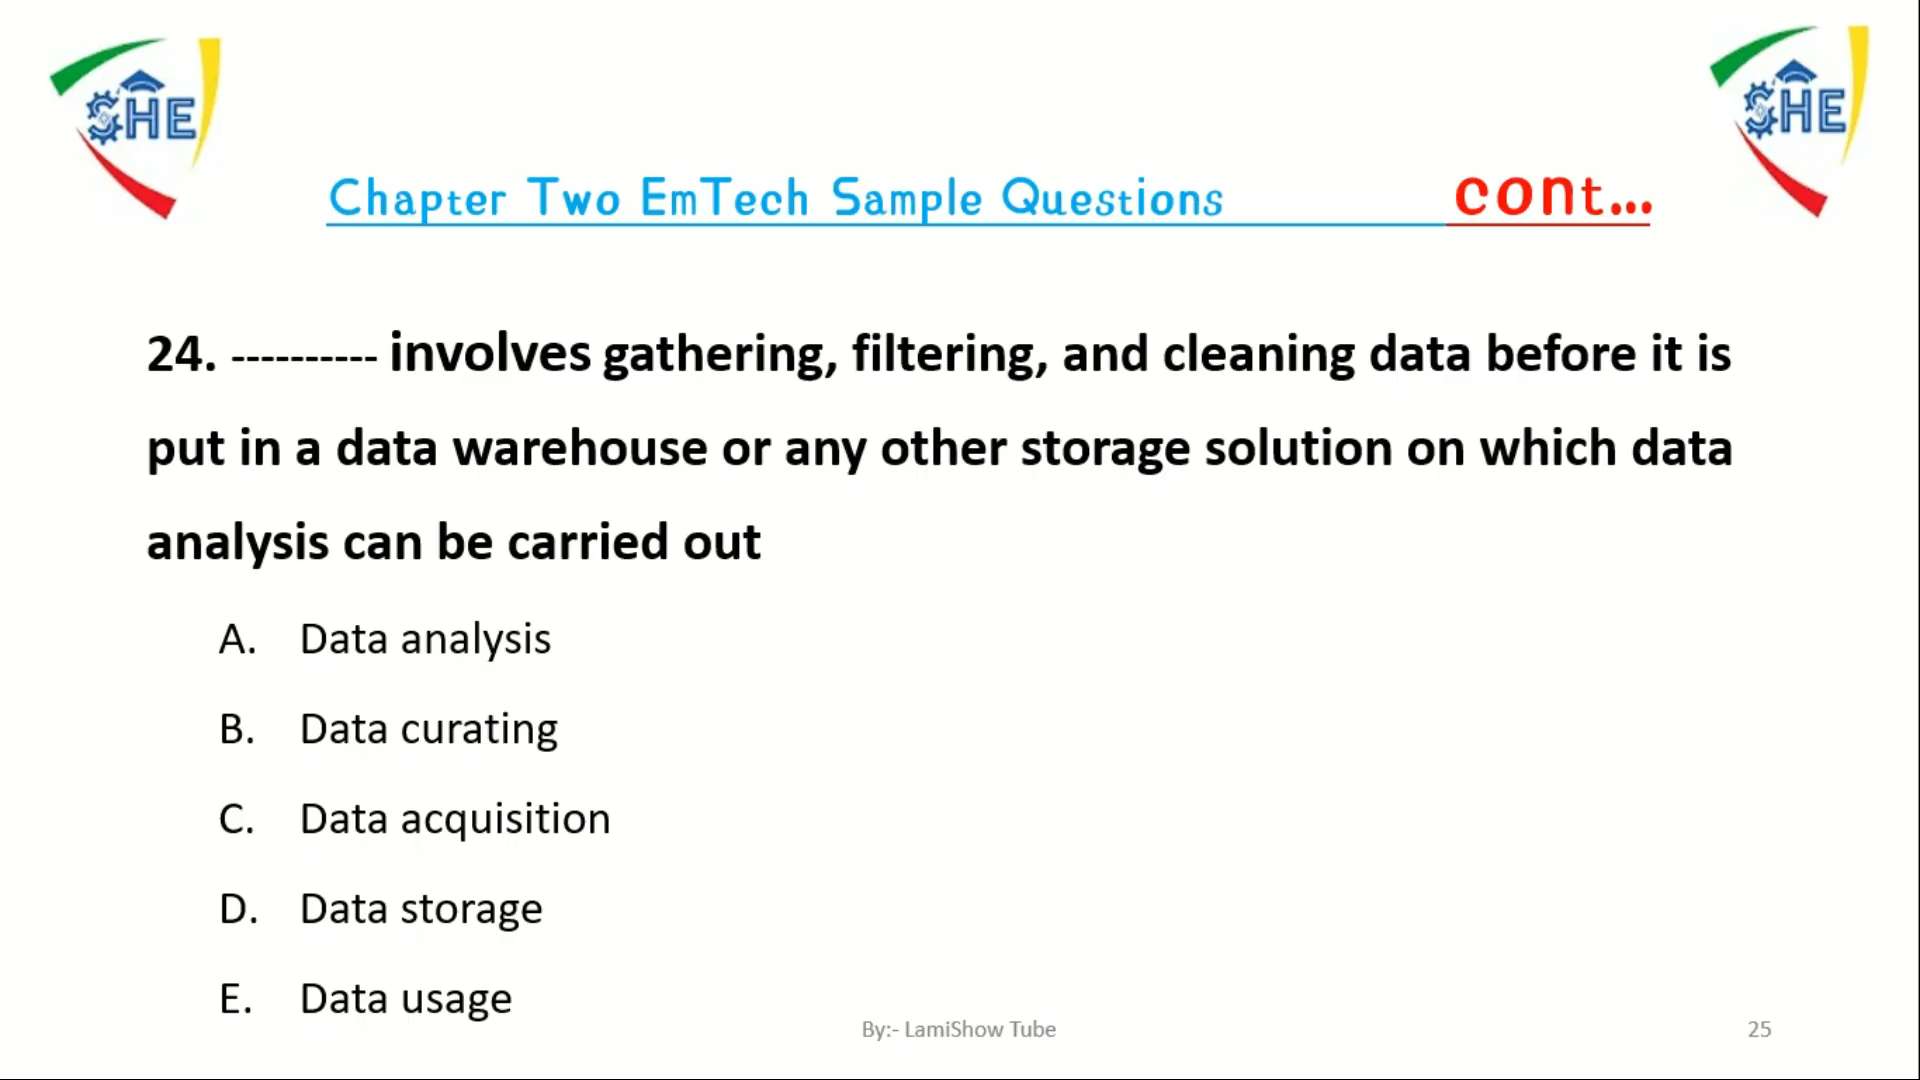 SHE
SHE
Chapter Two EmTech Sample Questions cont...
24. ---------- involves gathering, filtering, and cleaning data before it is
put in a data warehouse or any other storage solution on which data
analysis can be carried out
A. Data analysis
B. Data curating
C. Data acquisition
D. Data storage
E. Data usage
By:- LamiShow Tube
25